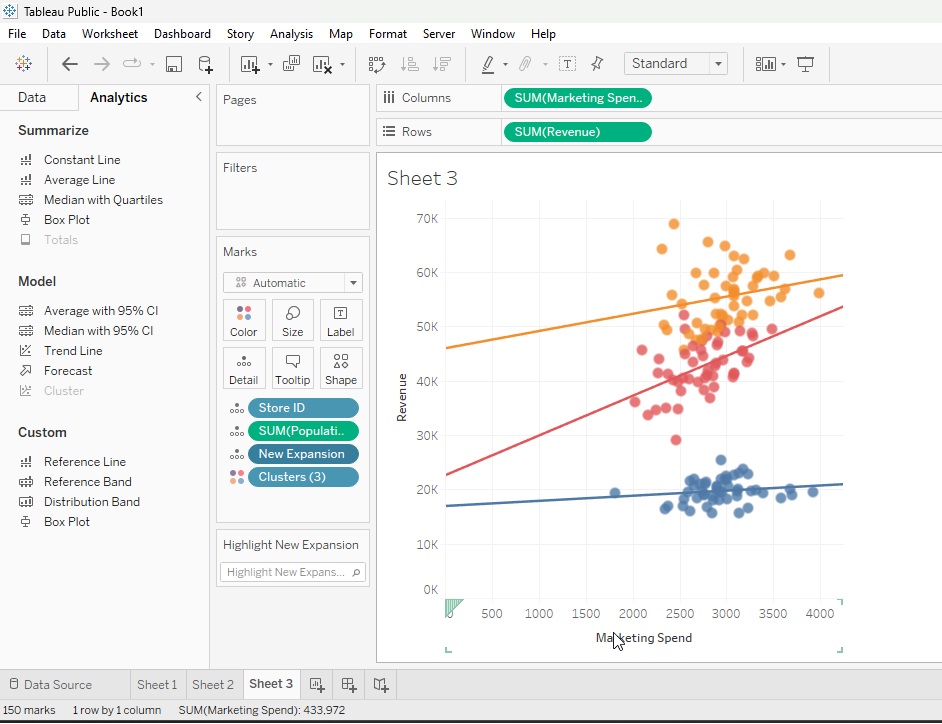 Tableau Public - Book1
File Data Worksheet Dashboard Story Analysis Map Format Server Window Help
Standard
Data Analytics
Summarize
Constant Line
Average Line
Median with Quartiles
Box Plot
Totals
Model
Average with 95% CI
Median with 95% CI
Trend Line
Forecast
Cluster
Custom
Reference Line
Reference Band
Distribution Band
Box Plot
Pages
Filters
Marks
Automatic
Color Size Label
Detail Tooltip Shape
Store ID
SUM(Populati..
New Expansion
Clusters (3)
Highlight New Expansion
Highlight New Expans...
Columns SUM(Marketing Spen..
Rows SUM(Revenue)
Sheet 3
70K
60K
50K
40K
30K
20K
10K
0K
Revenue
0 500 1000 1500 2000 2500 3000 3500 4000
Marketing Spend
Data Source Sheet 1 Sheet 2 Sheet 3
150 marks 1 row by 1 column SUM(Marketing Spend): 433,972